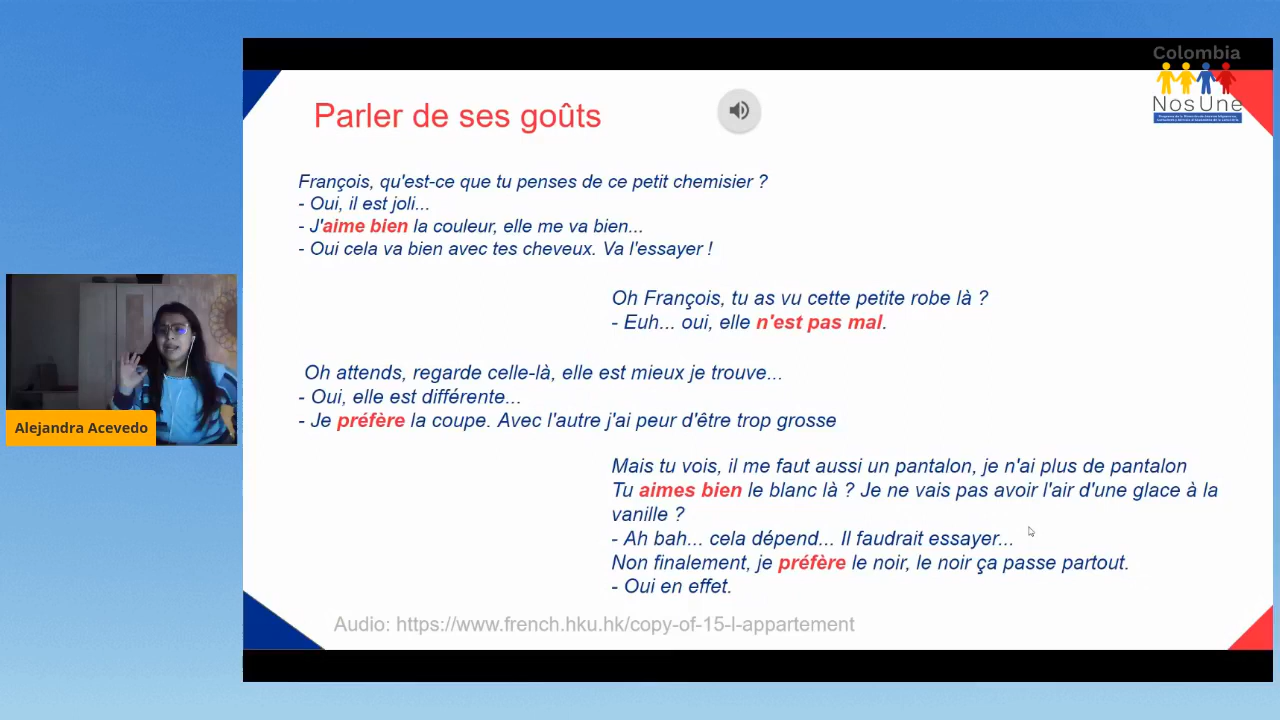 Colombia
NosUne
Parler de ses goûts
François, qu'est-ce que tu penses de ce petit chemisier ?
- Oui, il est joli...
- J'aime bien la couleur, elle me va bien...
- Oui cela va bien avec tes cheveux. Va l'essayer !
Oh François, tu as vu cette petite robe là ?
- Euh... oui, elle n'est pas mal.
Oh attends, regarde celle-là, elle est mieux je trouve...
- Oui, elle est différente...
- Je préfère la coupe. Avec l'autre j'ai peur d'être trop grosse
Mais tu vois, il me faut aussi un pantalon, je n'ai plus de pantalon
Tu aimes bien le blanc là ? Je ne vais pas avoir l'air d'une glace à la
vanille ?
- Ah bah... cela dépend... Il faudrait essayer...
Non finalement, je préfère le noir, le noir ça passe partout.
- Oui en effet.
Audio: https://www.french.hku.hk/copy-of-15-l-appartement
Alejandra Acevedo